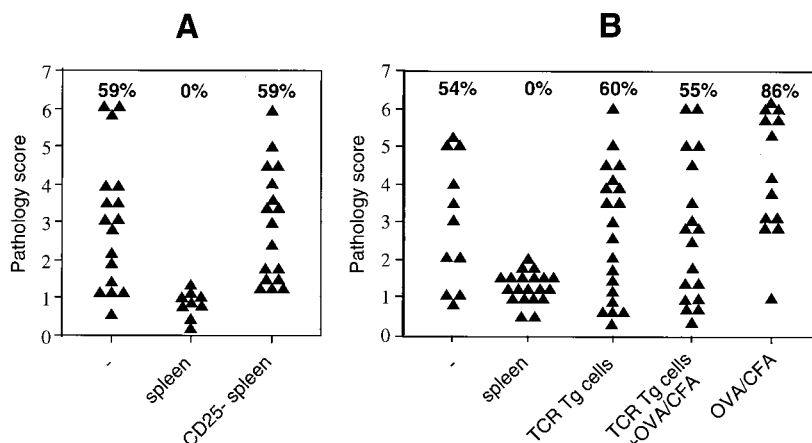 A
B
Pathology score
7
6
5
4
3
2
1
0
59%
0%
59%
-
spleen
CD25- spleen
Pathology score
7
6
5
4
3
2
1
0
54%
0%
60%
55%
86%
-
spleen
TCR Tg cells
TCR Tg cells
+OVA/CFA
OVA/CFA